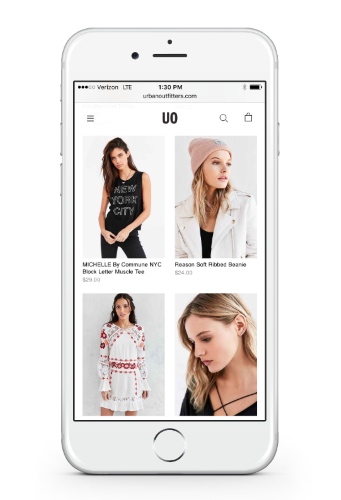 Verizon LTE
1:30 PM
urbanoutfitters.com
UO
NEW
YORK
CITY
MICHELLE By Commune NYC
Block Letter Muscle Tee
$29.00
Reason Soft Ribbed Beanie
$24.00